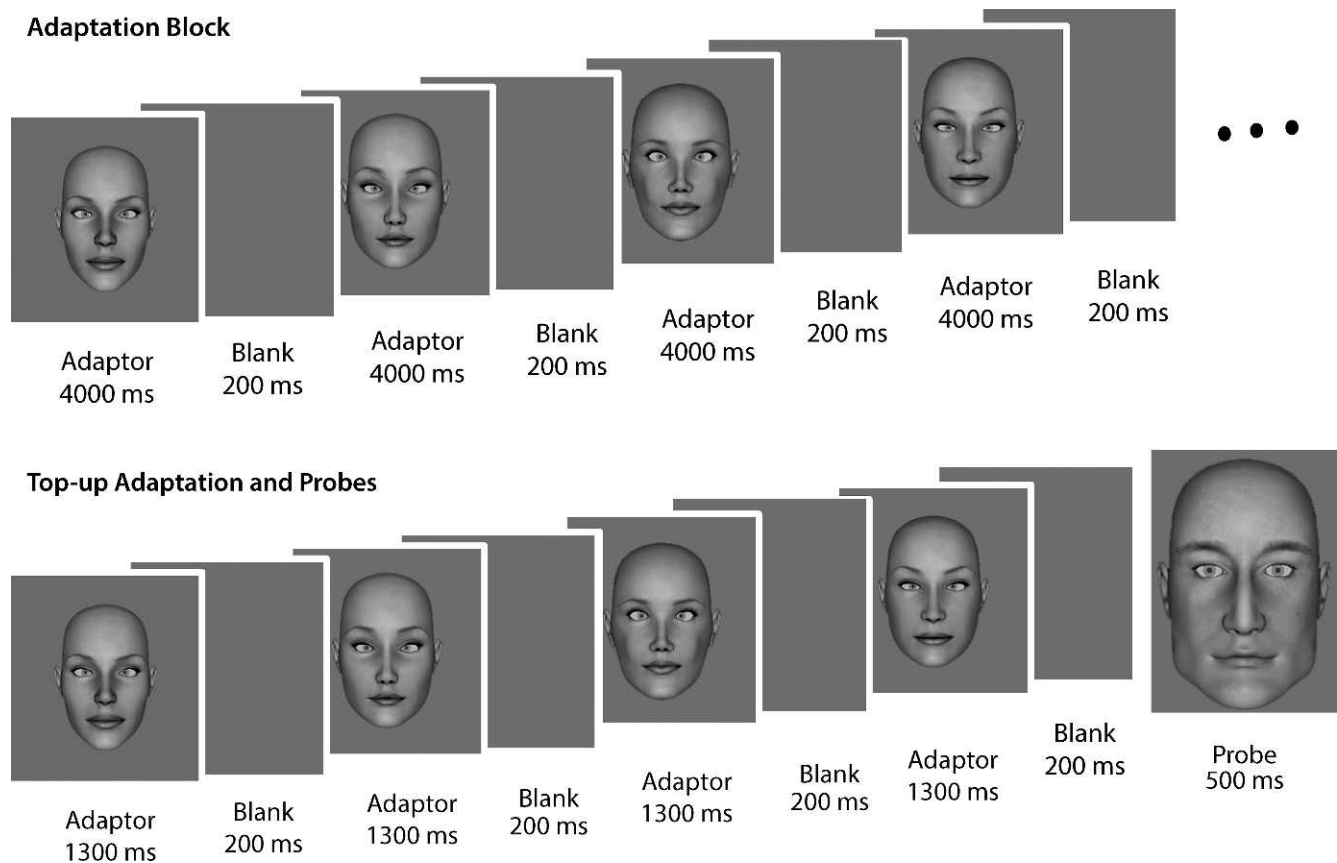 Adaptation Block
Adaptor
4000 ms
Blank
200 ms
Adaptor
4000 ms
Blank
200 ms
Adaptor
4000 ms
Blank
200 ms
Adaptor
4000 ms
Blank
200 ms
Top-up Adaptation and Probes
Adaptor
1300 ms
Blank
200 ms
Adaptor
1300 ms
Blank
200 ms
Adaptor
1300 ms
Blank
200 ms
Adaptor
1300 ms
Blank
200 ms
Probe
500 ms